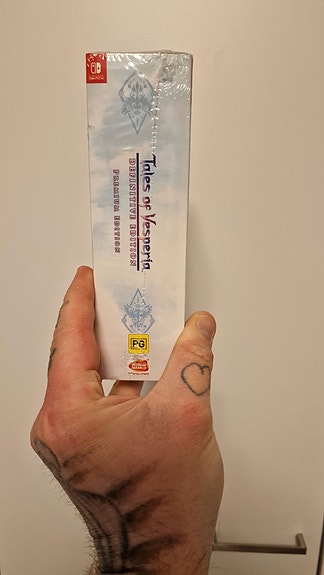 Tales of Vesperia
DEFINITIVE EDITION
PREMIUM EDITION
PG